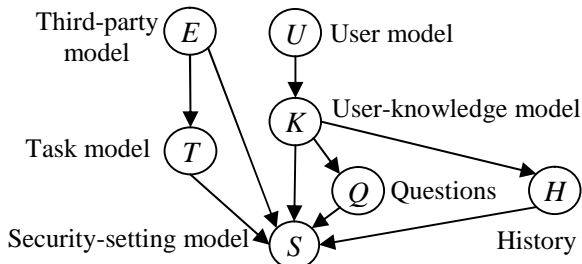 Third-party
model
E
U
User model
K
User-knowledge model
Task model
T
Q
Questions
H
Security-setting model
S
History